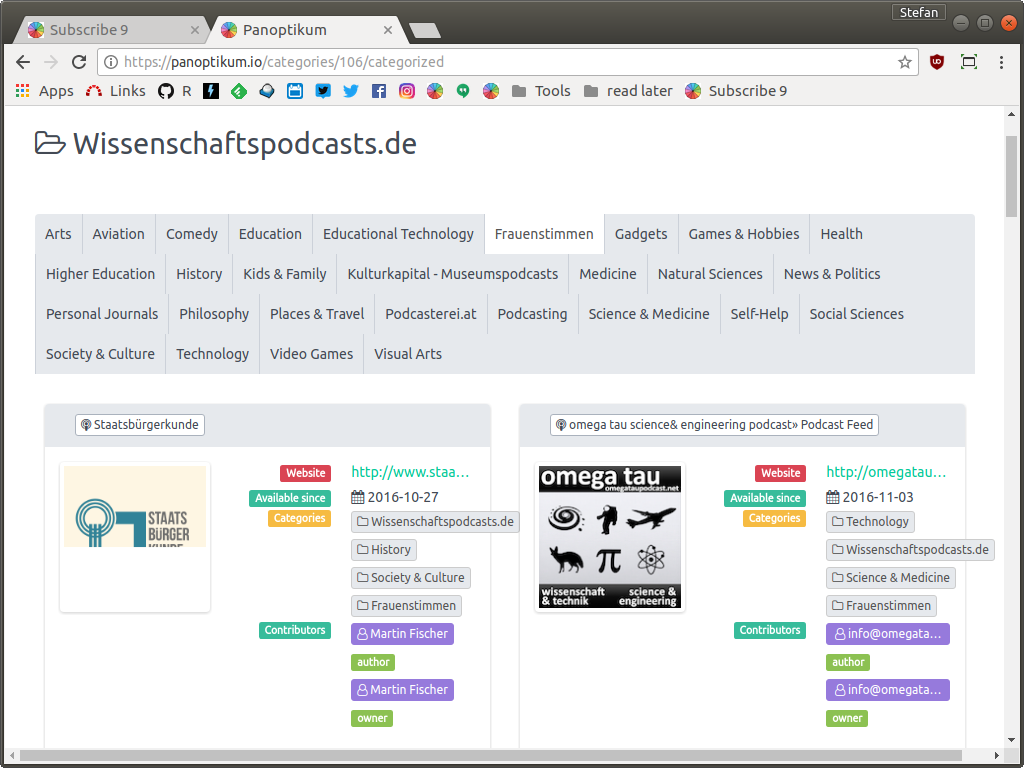 Stefan
Subscribe 9
Panoptikum
https://panoptikum.io/categories/106/categorized
Apps Links R Tools read later Subscribe 9
Wissenschaftspodcasts.de
Arts Aviation Comedy Education Educational Technology Frauenstimmen Gadgets Games & Hobbies Health
Higher Education History Kids & Family Kulturkapital - Museumspodcasts Medicine Natural Sciences News & Politics
Personal Journals Philosophy Places & Travel Podcasterei.at Podcasting Science & Medicine Self-Help Social Sciences
Society & Culture Technology Video Games Visual Arts
Staatsbürgerkunde
STAATS
BÜRGER
KUNDE
Website http://www.staa...
Available since 2016-10-27
Categories Wissenschaftspodcasts.de
History
Society & Culture
Frauenstimmen
Contributors Martin Fischer
author
Martin Fischer
owner
omega tau science& engineering podcast» Podcast Feed
omega tau
omegataupodcast.net
wissenschaft & technik
science & engineering
Website http://omegatau...
Available since 2016-11-03
Categories Technology
Wissenschaftspodcasts.de
Science & Medicine
Frauenstimmen
Contributors info@omegata...
author
info@omegata...
owner